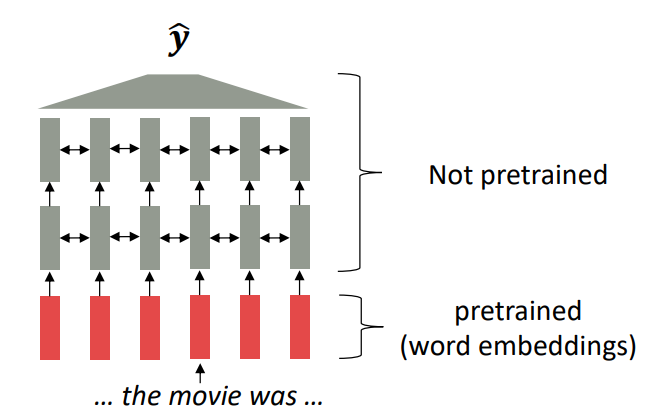 ŷ
Not pretrained
pretrained
(word embeddings)
... the movie was ...